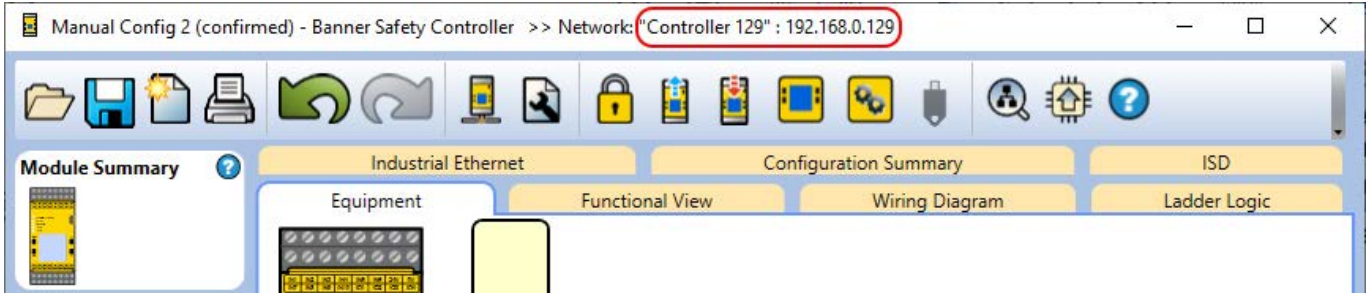 Manual Config 2 (confirmed) - Banner Safety Controller >> Network: "Controller 129" : 192.168.0.129
Module Summary
Industrial Ethernet
Configuration Summary
ISD
Equipment
Functional View
Wiring Diagram
Ladder Logic